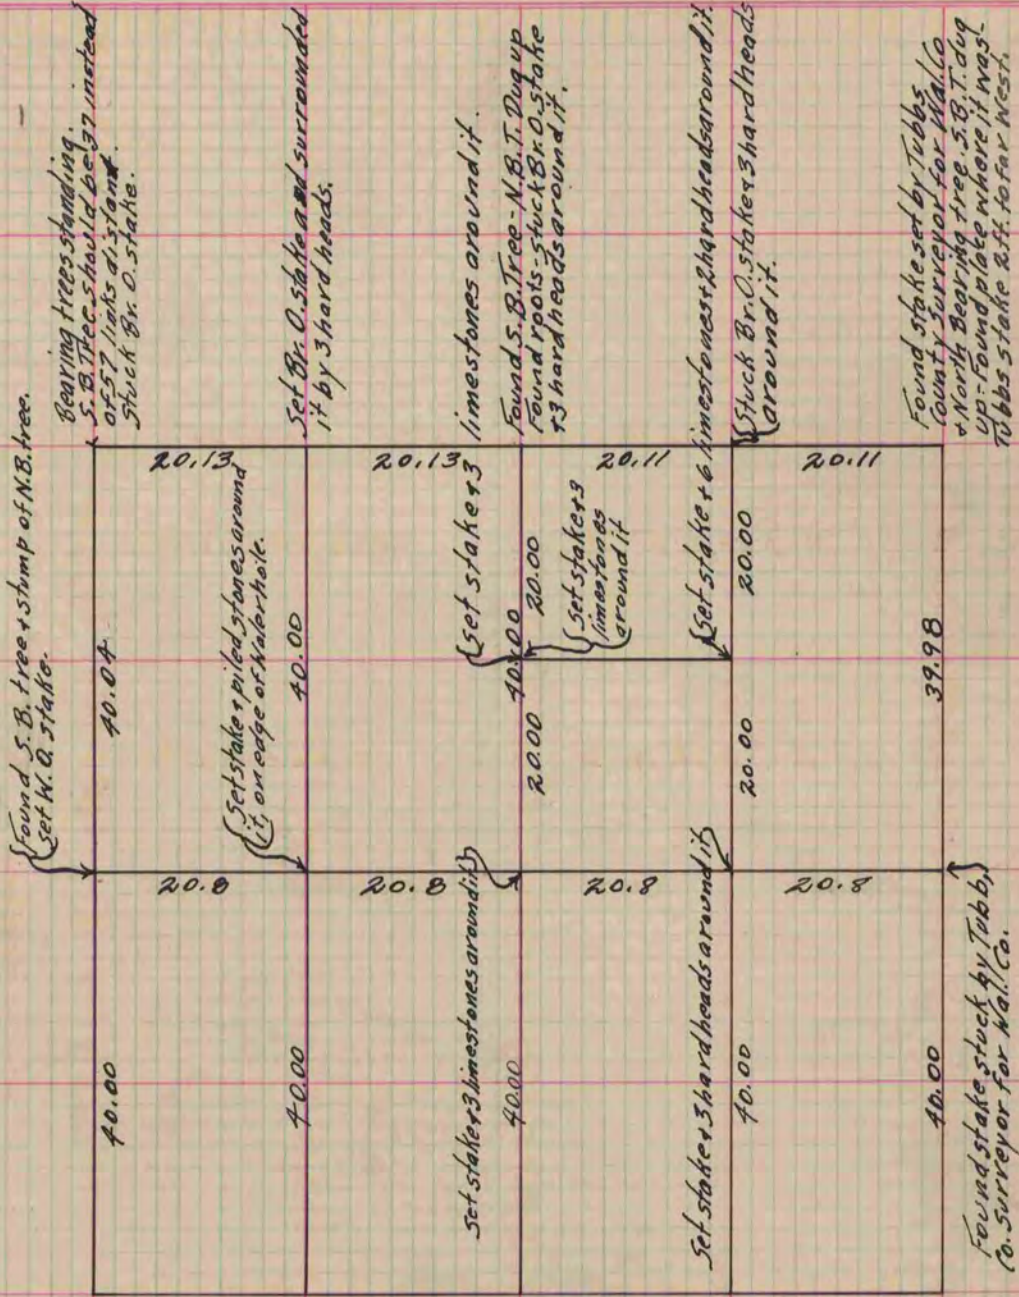 Found S.B. tree + stump of N.B. tree.
set W.O. stake.
Bearing trees standing.
S.B. Tree should be 37 instead
of 57 links distant
Stuck Br. O. stake.
40.00
40.04
20.8
20.13
Set stake + piled stones around
it, on edge of Waterhole.
Set Br. O. stake and surrounded
it by 3 hard heads.
40.00
40.00
20.8
20.13
Set stake + 3 limestones around it
Set stake + 3 limestones around it.
Found S.B. Tree - N.B.T. Dug up
Found roots - stuck Br. O. stake
+ 3 hard heads around it.
40.00
40.00
20.00
20.00
Set stake + 3
limestones
around it
20.8
20.11
Set stake + 3 hardheads around it
Set stake + 6 limestones + 2 hardheads around it.
Stuck Br. O. stake + 3 hardheads
around it.
40.00
20.00
20.00
20.8
20.11
40.00
39.98
Found stake stuck by Tubbs,
Co. Surveyor for Wal. Co.
Found stake set by Tubbs
County Surveyor for Wal. Co
+ North Bearing tree. S.B.T. dug
up - Found place where it was -
Tubbs stake 2 ft. to far West.